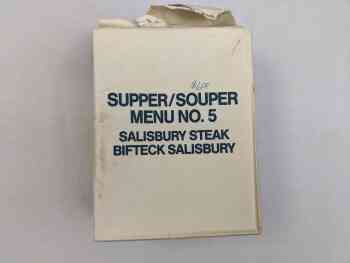 SUPPER/SOUPER
MENU NO. 5
SALISBURY STEAK
BIFTECK SALISBURY